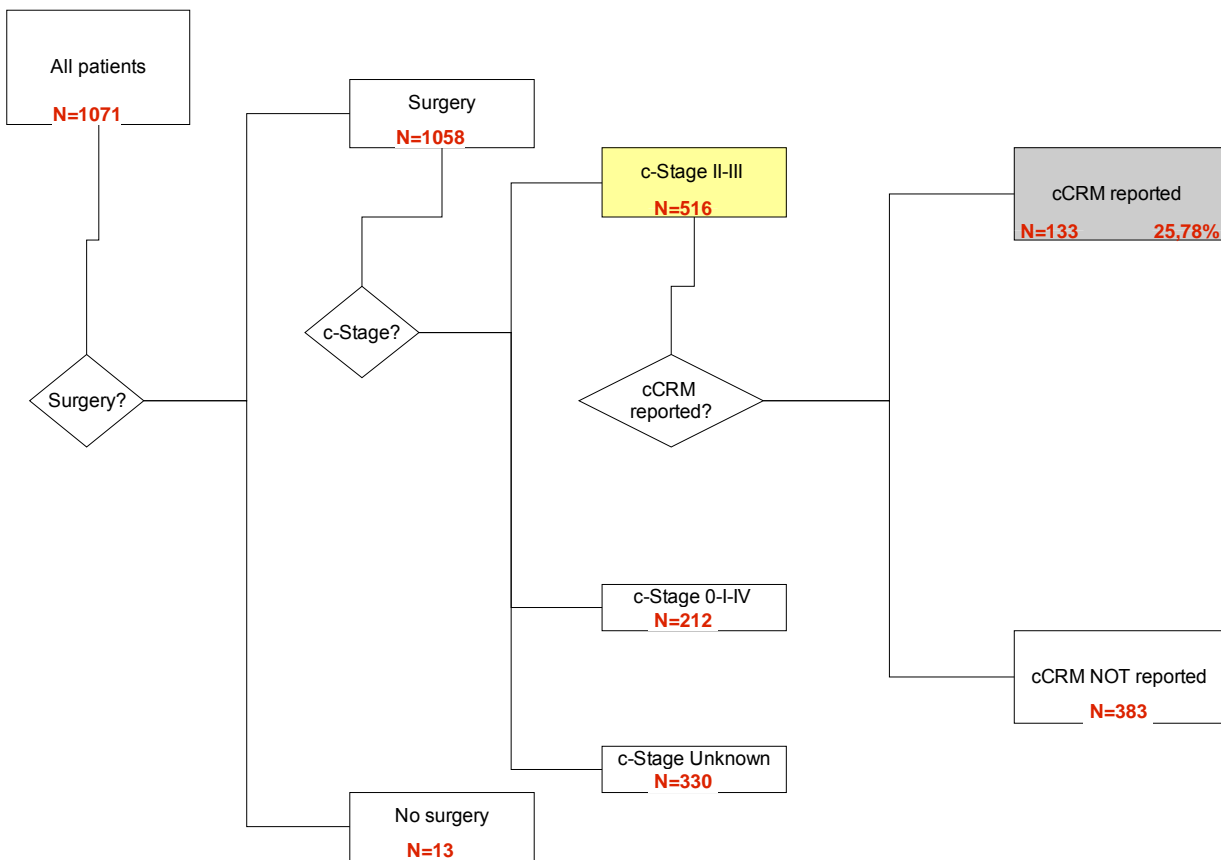 All patients
N=1071
Surgery?
Surgery
N=1058
c-Stage?
No surgery
N=13
c-Stage II-III
N=516
cCRM
reported?
c-Stage 0-I-IV
N=212
c-Stage Unknown
N=330
cCRM reported
N=133 25,78%
cCRM NOT reported
N=383